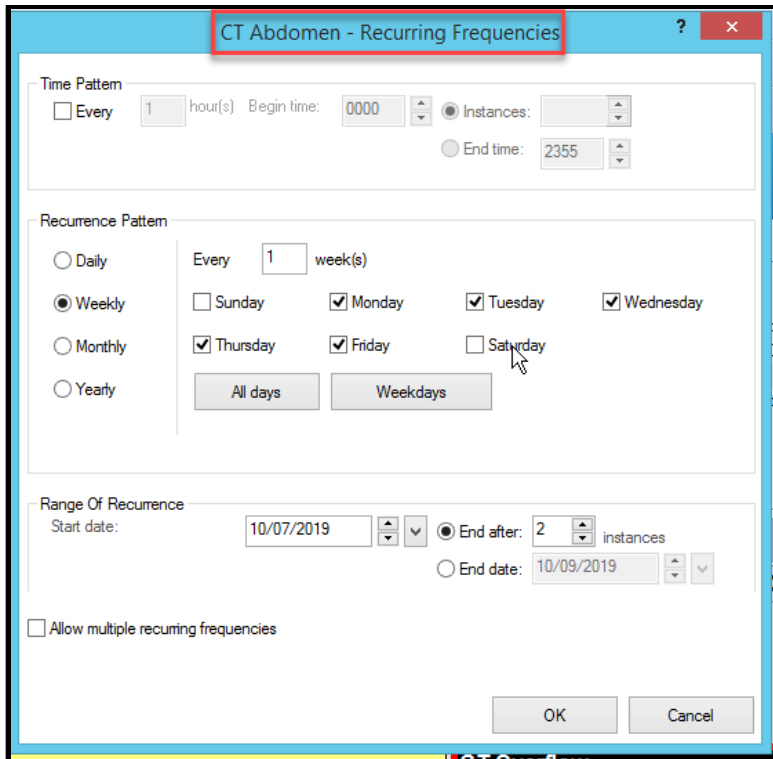 CT Abdomen - Recurring Frequencies ?
Time Pattern
Every 1 hour(s) Begin time: 0000 Instances:
End time: 2355
Recurrence Pattern
Daily Every 1 week(s)
Weekly Sunday Monday Tuesday Wednesday
Monthly Thursday Friday Saturday
Yearly All days Weekdays
Range Of Recurrence
Start date: 10/07/2019 End after: 2 instances
End date: 10/09/2019
Allow multiple recurring frequencies
OK Cancel